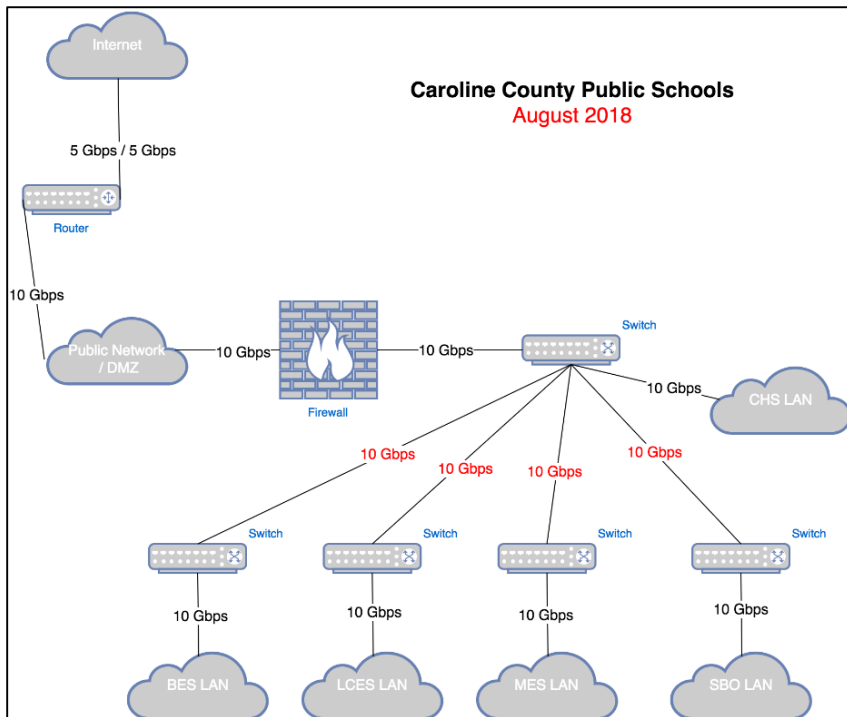 Internet
Caroline County Public Schools
August 2018
5 Gbps / 5 Gbps
Router
10 Gbps
Public Network
/ DMZ
10 Gbps
Firewall
10 Gbps
Switch
10 Gbps
CHS LAN
10 Gbps
10 Gbps
10 Gbps
10 Gbps
Switch
Switch
Switch
Switch
10 Gbps
10 Gbps
10 Gbps
10 Gbps
BES LAN
LCES LAN
MES LAN
SBO LAN